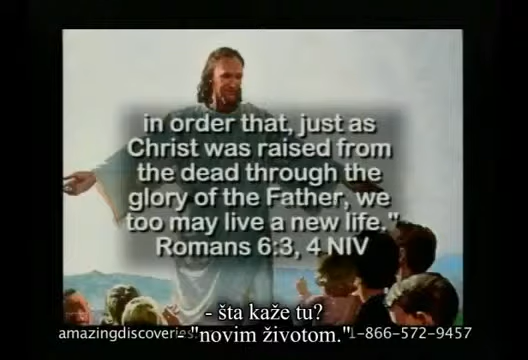 in order that, just as
Christ was raised from
the dead through the
glory of the Father, we
too may live a new life."
Romans 6:3, 4 NIV
- šta kaže tu?
- "novim životom."
amazingdiscoveries
1-866-572-9457